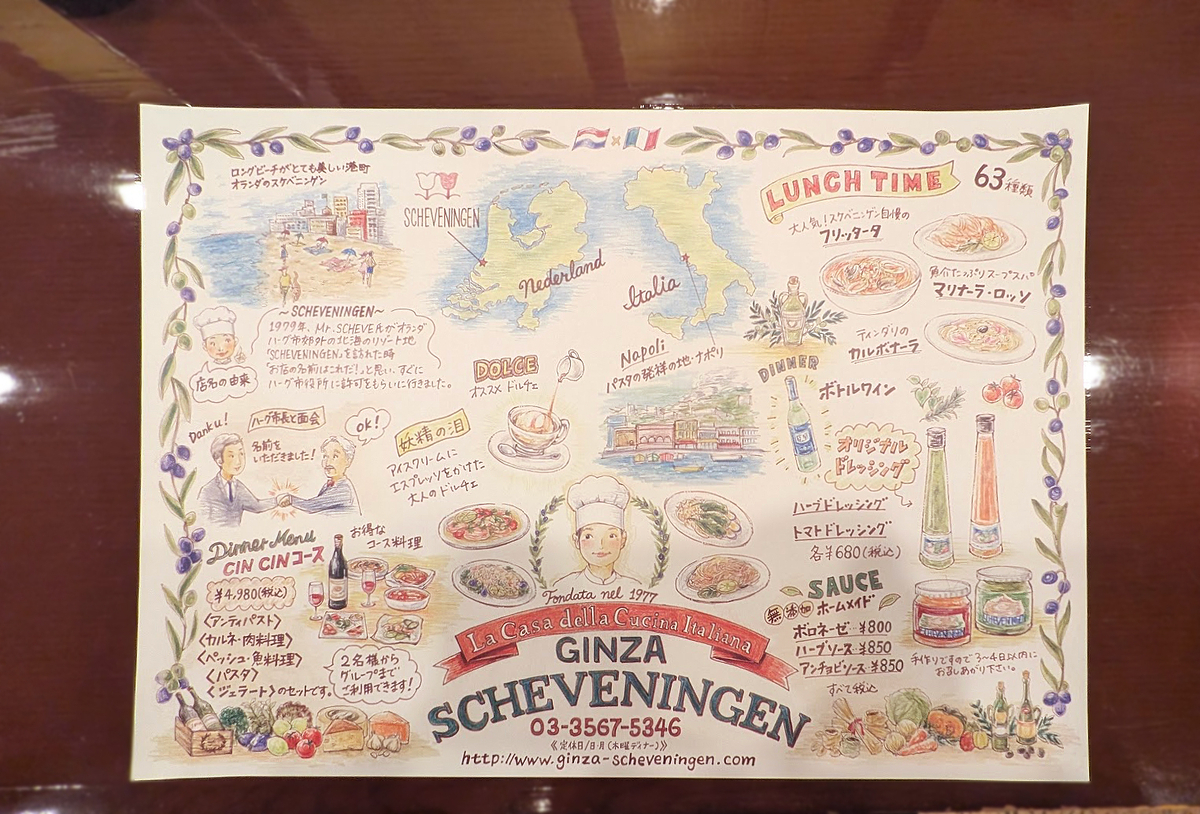 ロングビーチがとても美しい港町
オランダのスケベニンゲン
SCHEVENINGEN
Nederland
Italia
Napoli
パスタの発祥の地・ナポリ
LUNCH TIME
63種類
大人気!スケベニンゲン自慢の
フリッタータ
魚介たっぷりスープスパ
マリナーラ・ロッソ
ティンダリの
カルボナーラ
~SCHEVENINGEN~
1979年、Mr.SCHEVE氏がオランダ
ハーグ市郊外の北海のリゾート地
「SCHEVENINGEN」を訪れた時
"お店の名前はこれだ!"と思い、すぐに
ハーグ市役所に許可をもらいに行きました。
店名の由来
Danku!
ハーグ市長と面会
OK!
名前を
いただきました!
DOLCE
オススメ ドルチェ
妖精の泪
アイスクリームに
エスプレッソをかけた
大人のドルチェ
DINNER
ボトルワイン
オリジナル
ドレッシング
ハーブドレッシング
トマトドレッシング
各¥680(税込)
Dinner Menu
CIN CINコース
お得な
コース料理
¥4,980(税込)
〈アンティパスト〉
〈カルネ・肉料理〉
〈ペッシュ・魚料理〉
〈パスタ〉
〈ジェラート〉のセットです。
2名様から
グループまで
ご利用できます!
SAUCE
無添加 ホームメイド
ボロネーゼ ¥800
ハーブソース ¥850
アンチョビソース ¥850
すべて税込
手作りですので3~4日以内に
お召しあがり下さい。
Fondata nel 1977
La Casa della Cucina Italiana
GINZA
SCHEVENINGEN
03-3567-5346
《定休日/日・月(木曜ディナー)》
http://www.ginza-scheveningen.com